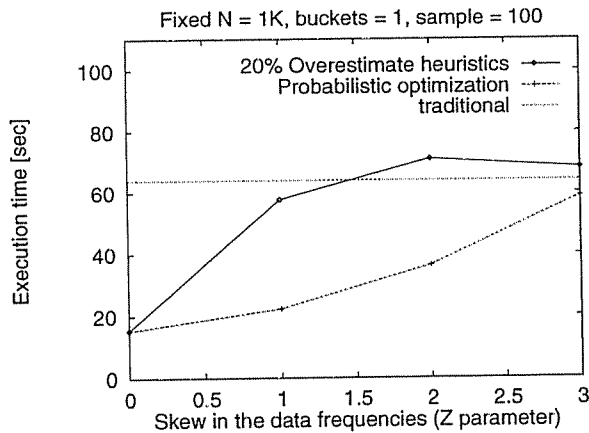 Fixed N = 1K, buckets = 1, sample = 100
20% Overestimate heuristics
Probabilistic optimization
traditional
Execution time [sec]
100
80
60
40
20
0
0 0.5 1 1.5 2 2.5 3
Skew in the data frequencies (Z parameter)